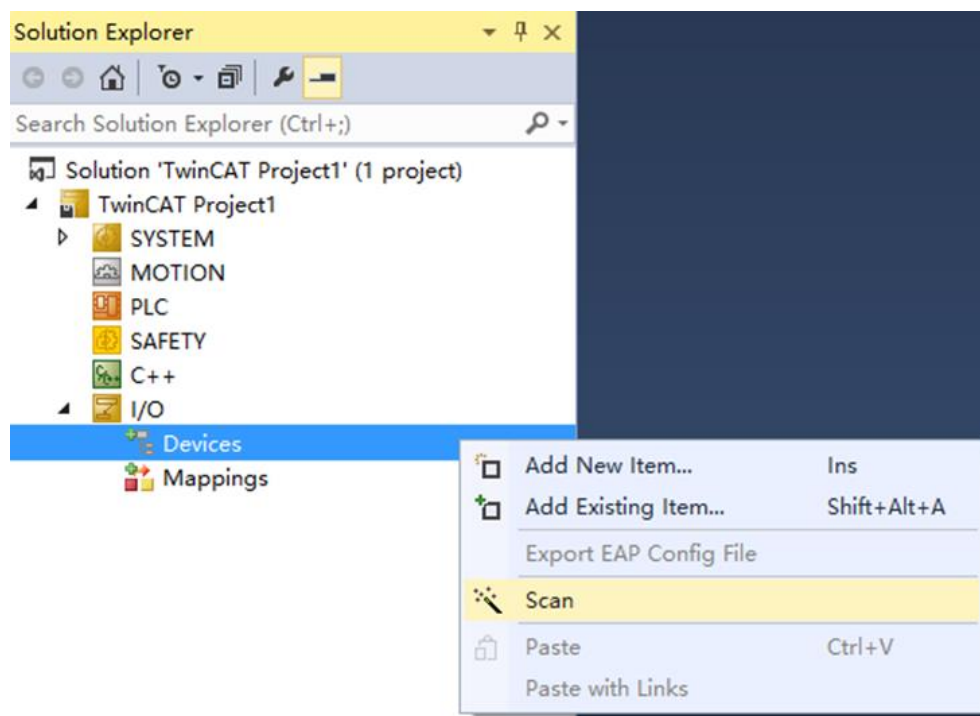 Solution Explorer
Search Solution Explorer (Ctrl+;)
Solution 'TwinCAT Project1' (1 project)
TwinCAT Project1
SYSTEM
MOTION
PLC
SAFETY
C++
I/O
Devices
Mappings
Add New Item... Ins
Add Existing Item... Shift+Alt+A
Export EAP Config File
Scan
Paste Ctrl+V
Paste with Links